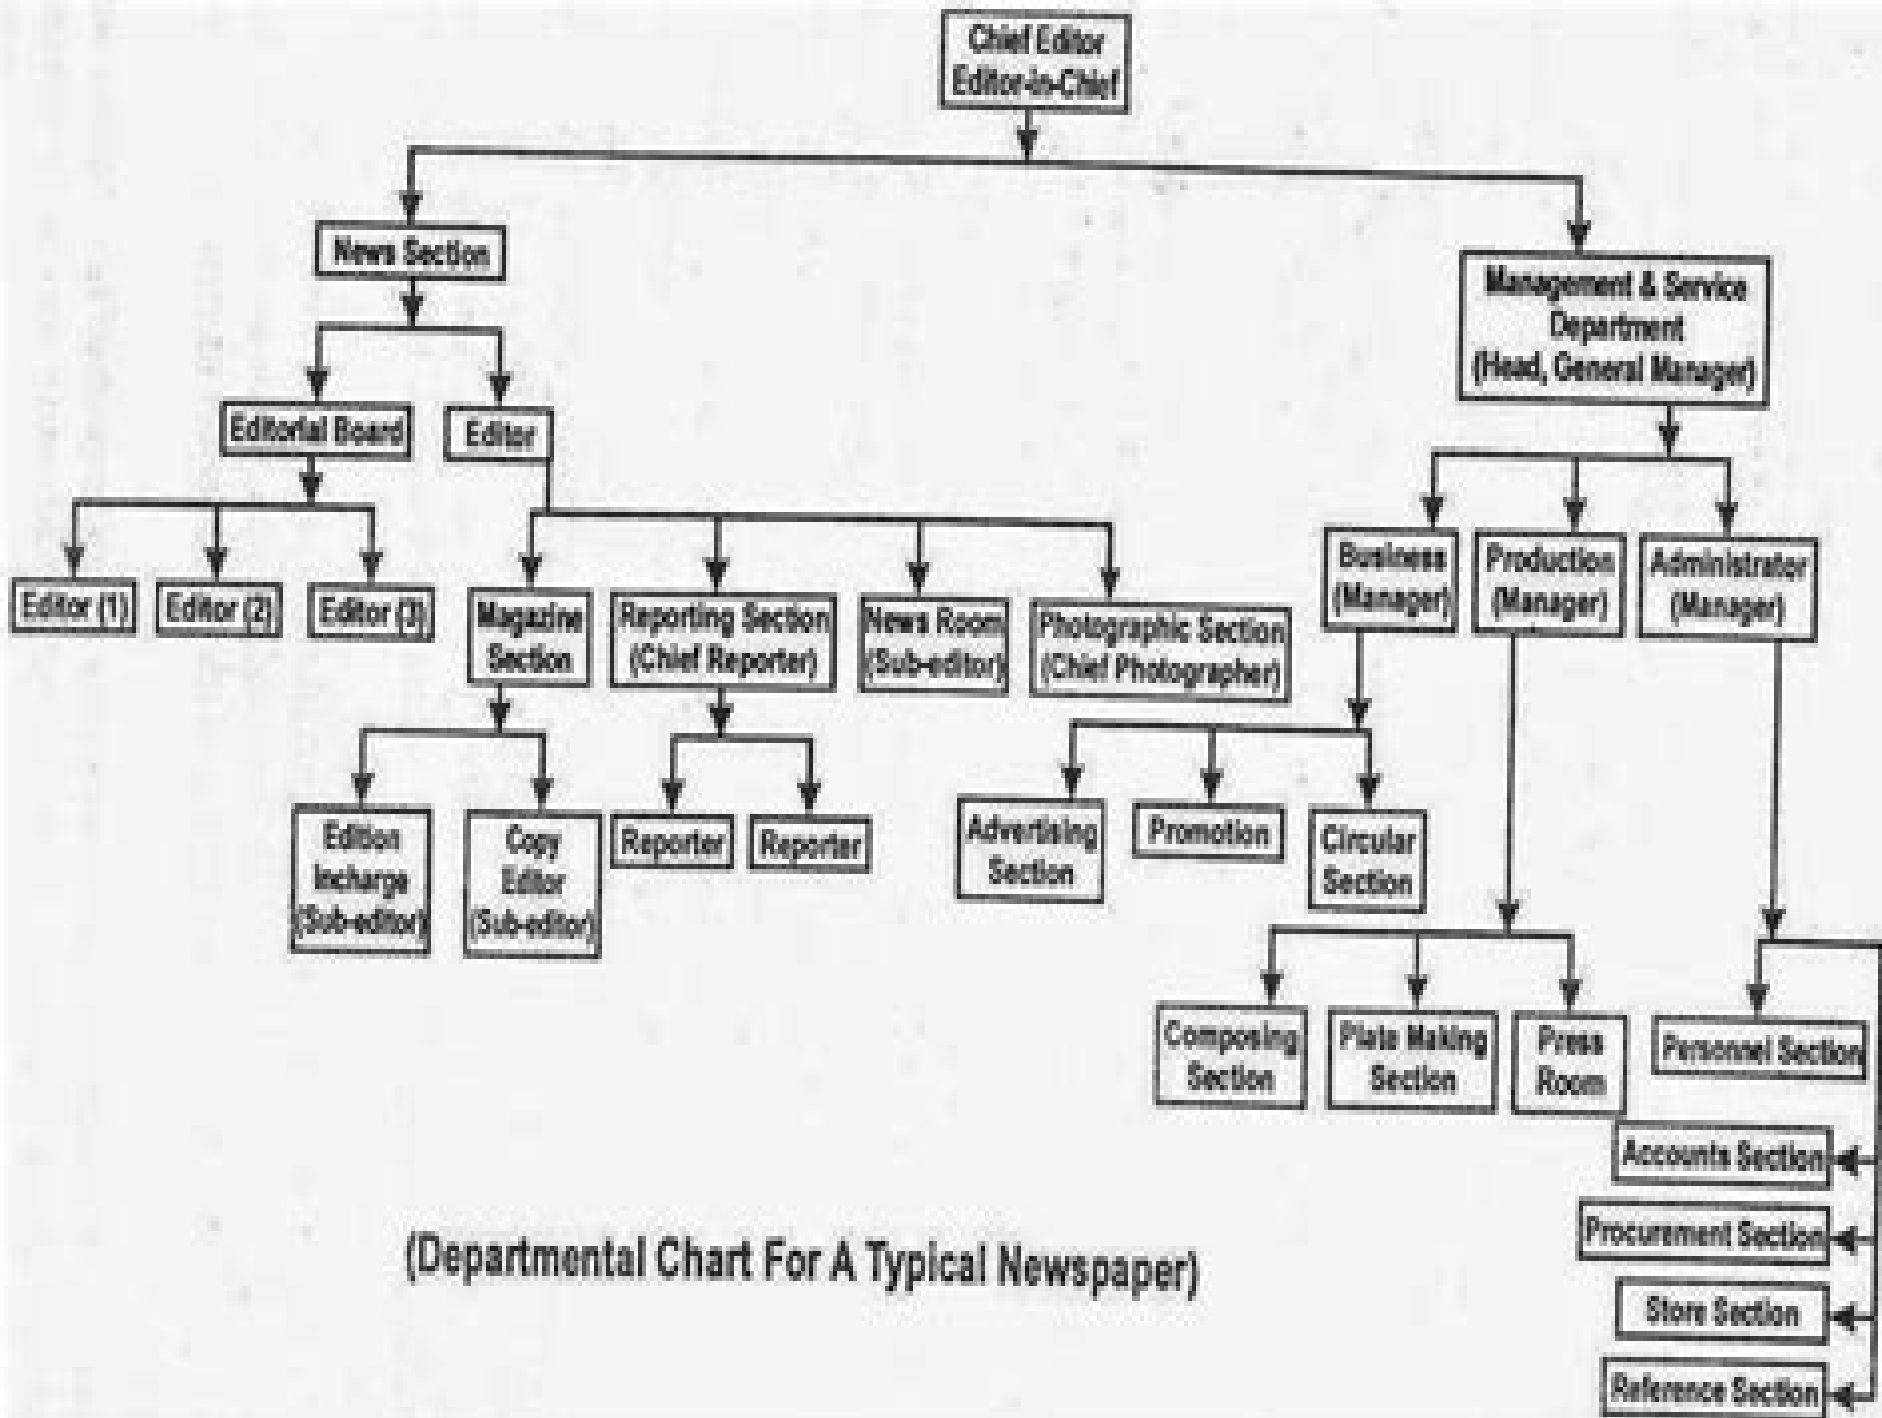 Chief Editor
Editor-in-Chief
News Section
Management & Service
Department
(Head, General Manager)
Editorial Board
Editor
Editor (1)
Editor (2)
Editor (3)
Magazine
Section
Reporting Section
(Chief Reporter)
News Room
(Sub-editor)
Photographic Section
(Chief Photographer)
Business
(Manager)
Production
(Manager)
Administrator
(Manager)
Edition
Incharge
(Sub-editor)
Copy
Editor
(Sub-editor)
Reporter
Reporter
Advertising
Section
Promotion
Circular
Section
Composing
Section
Plate Making
Section
Press
Room
Personnel Section
Accounts Section
Procurement Section
Store Section
Reference Section
(Departmental Chart For A Typical Newspaper)